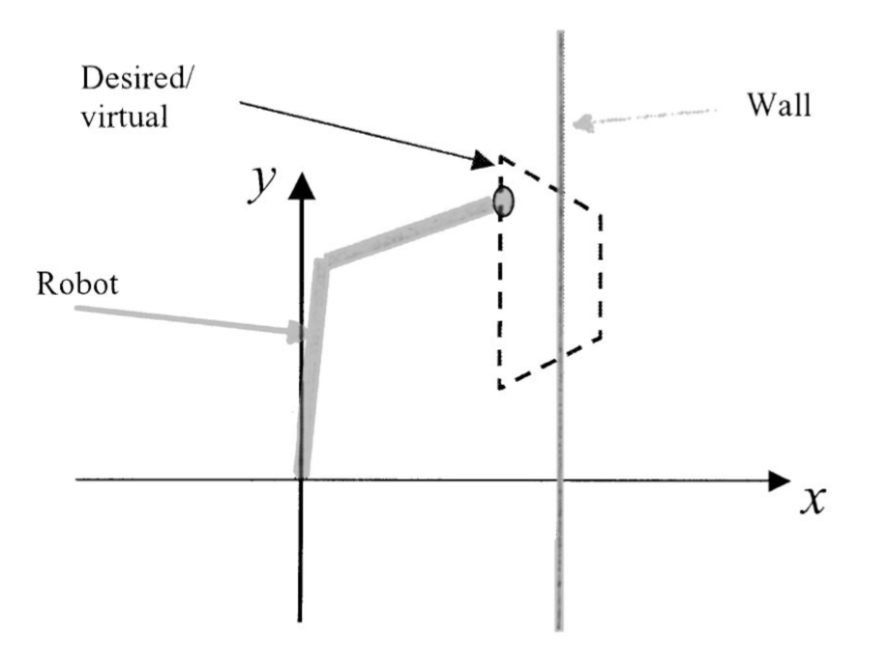 Desired/
virtual
Wall
y
Robot
x